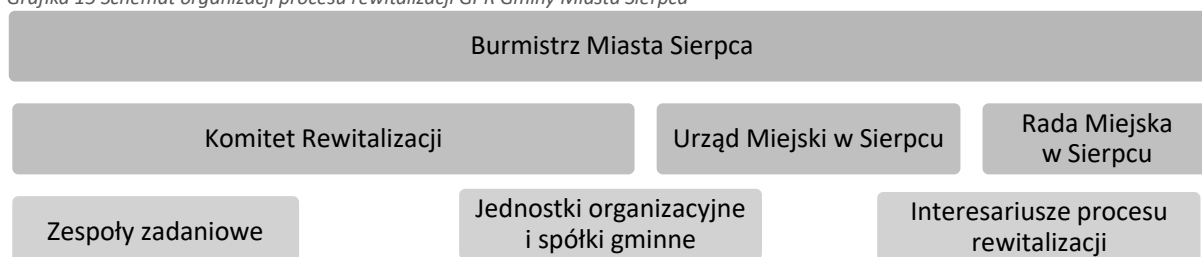 Grafika 15 Schemat organizacji procesu rewitalizacji GPR Gminy Miasta Sierpca
Burmistrz Miasta Sierpca
Komitet Rewitalizacji
Urząd Miejski w Sierpcu
Rada Miejska
w Sierpcu
Zespoły zadaniowe
Jednostki organizacyjne
i spółki gminne
Interesariusze procesu
rewitalizacji